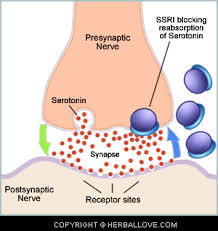 SSRI blocking
reabsorption
of Serotonin
Presynaptic
Nerve
Serotonin
Synapse
Postsynaptic
Nerve
Receptor sites
COPYRIGHT @ HERBALLOVE.COM